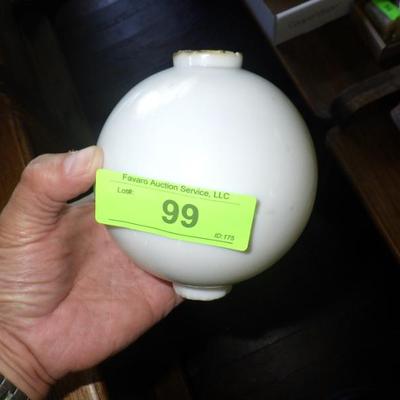 Favaro Auction Service, LLC
Lot#:
99
ID:175